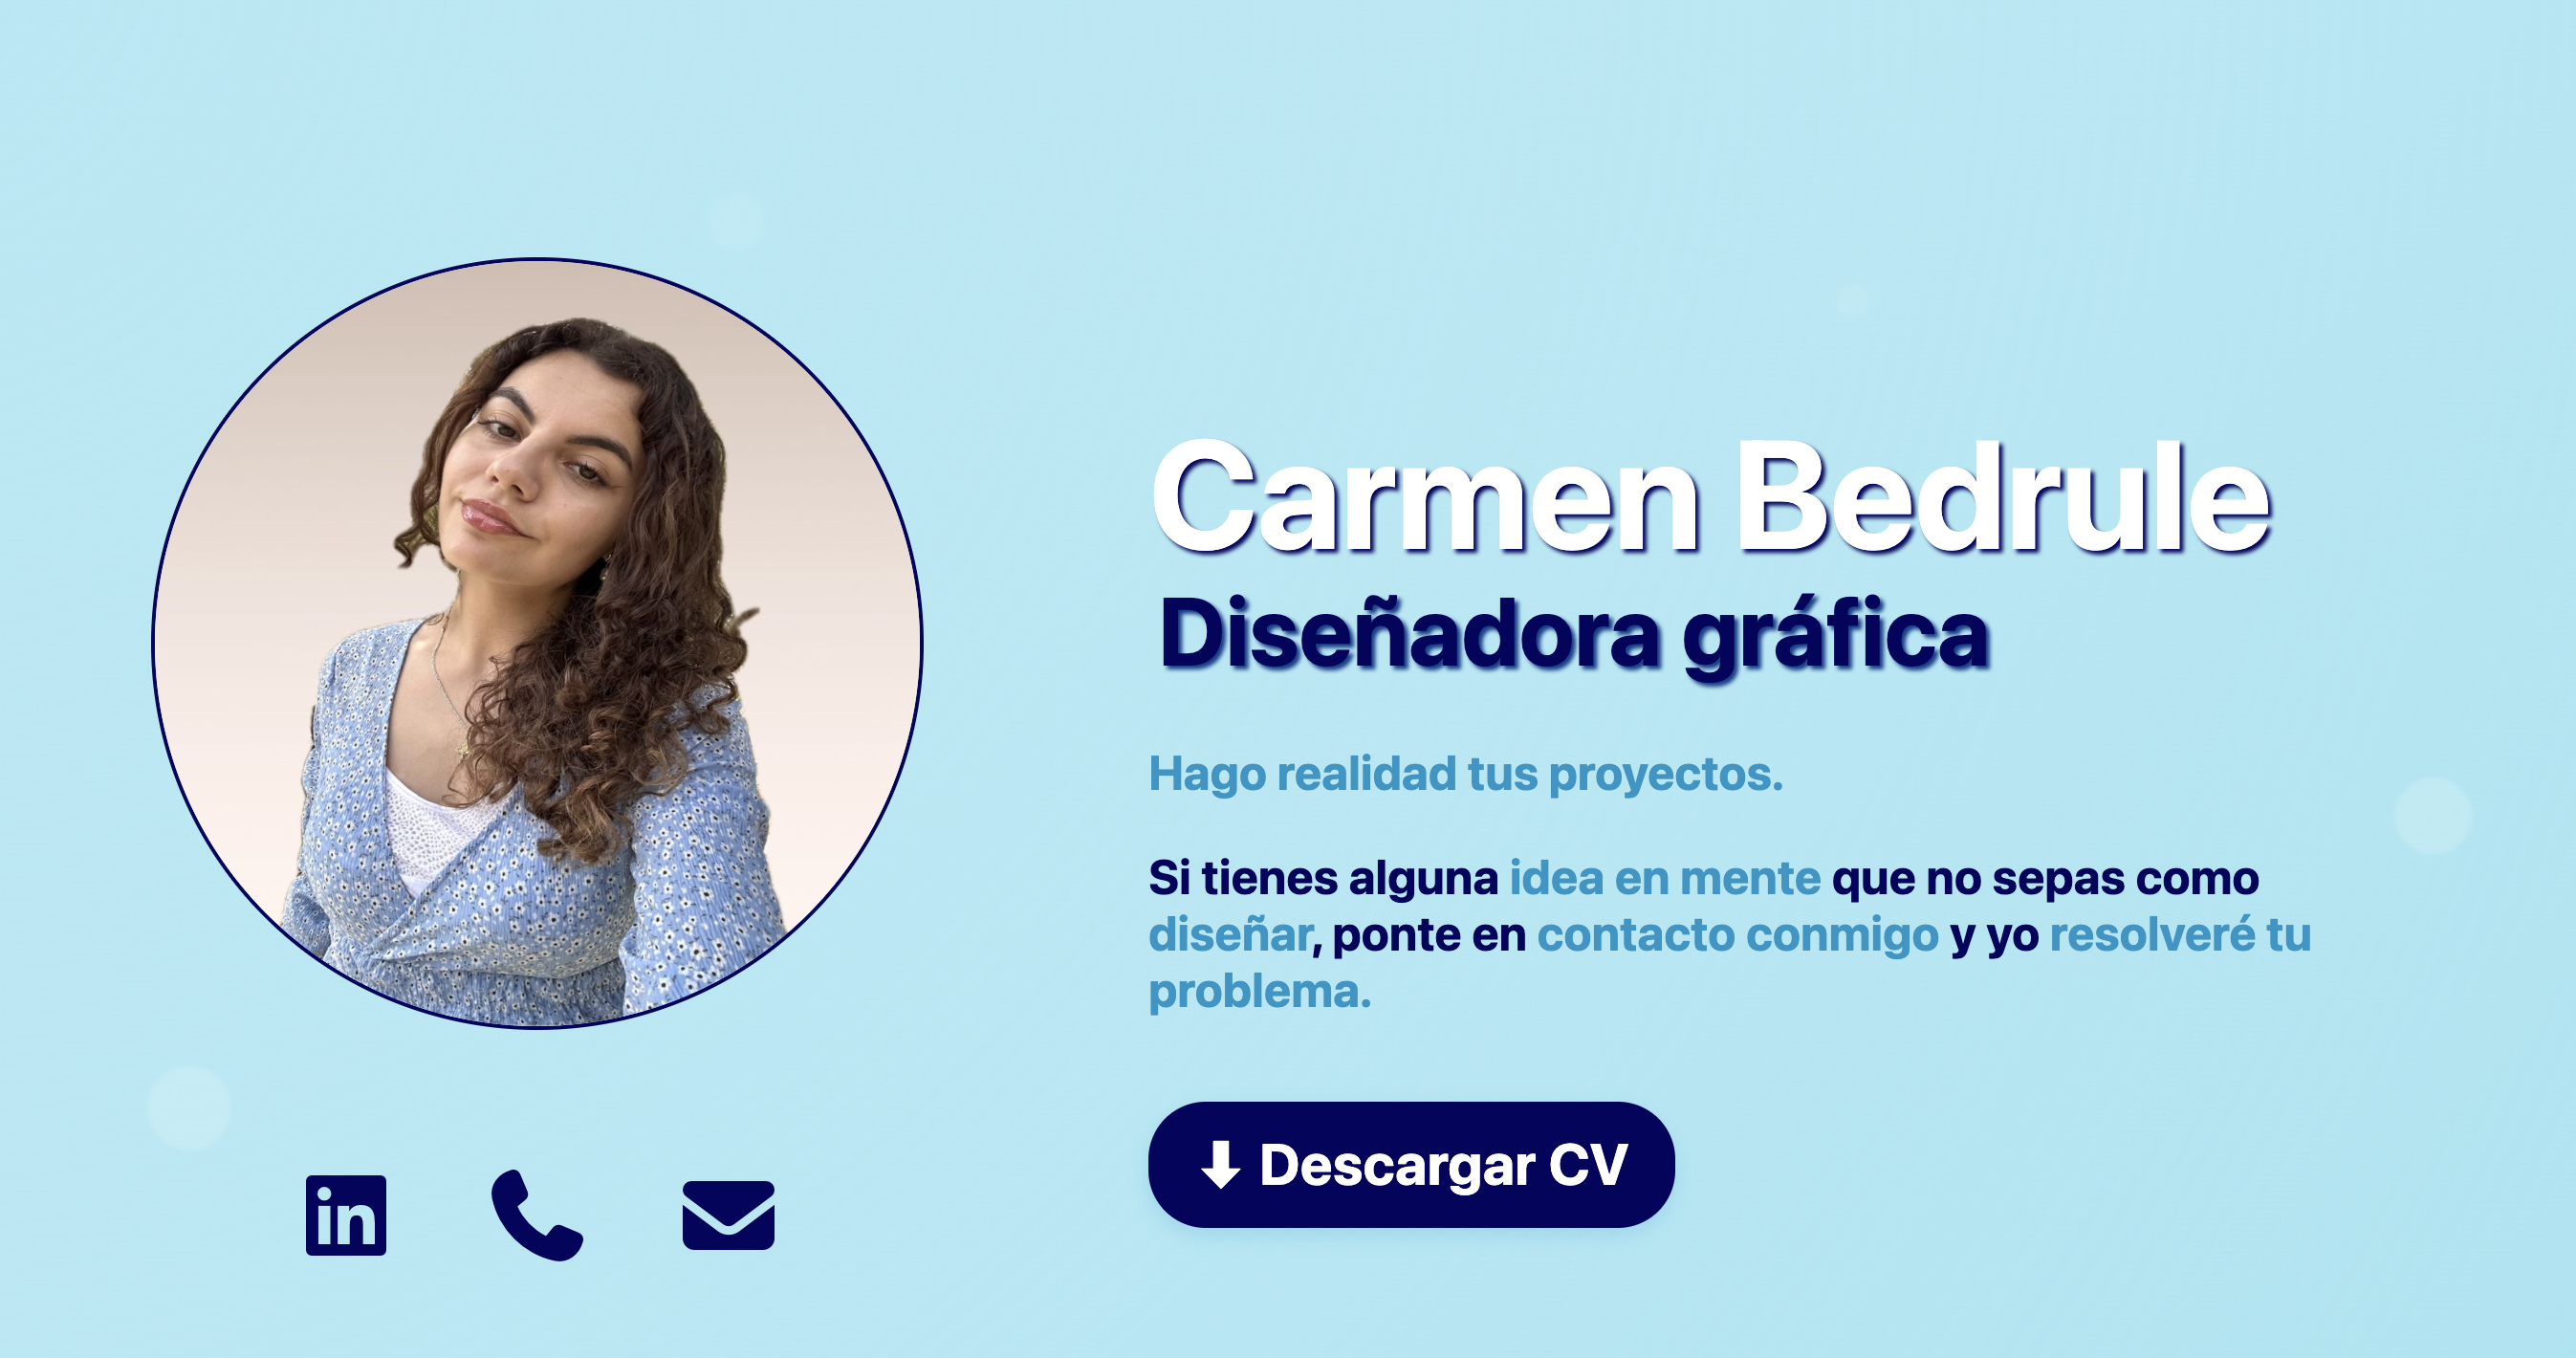 Carmen Bedrule
Diseñadora gráfica
Hago realidad tus proyectos.
Si tienes alguna idea en mente que no sepas como
diseñar, ponte en contacto conmigo y yo resolveré tu
problema.
Descargar CV
in